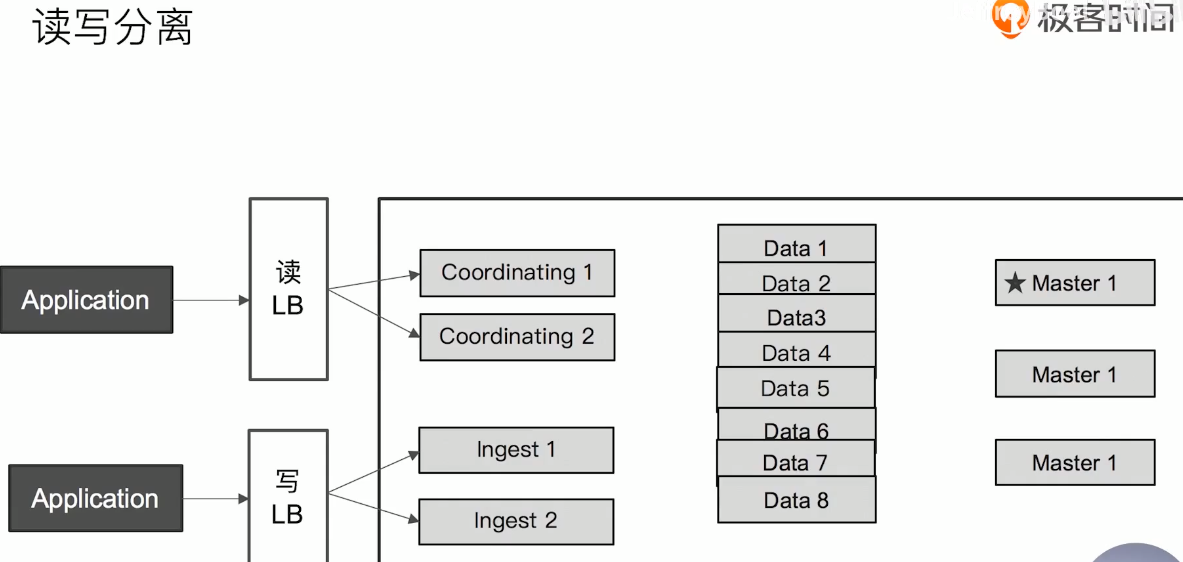 读写分离
极客时间
Application
读
LB
Coordinating 1
Coordinating 2
Application
写
LB
Ingest 1
Ingest 2
Data 1
Data 2
Data3
Data 4
Data 5
Data 6
Data 7
Data 8
★ Master 1
Master 1
Master 1